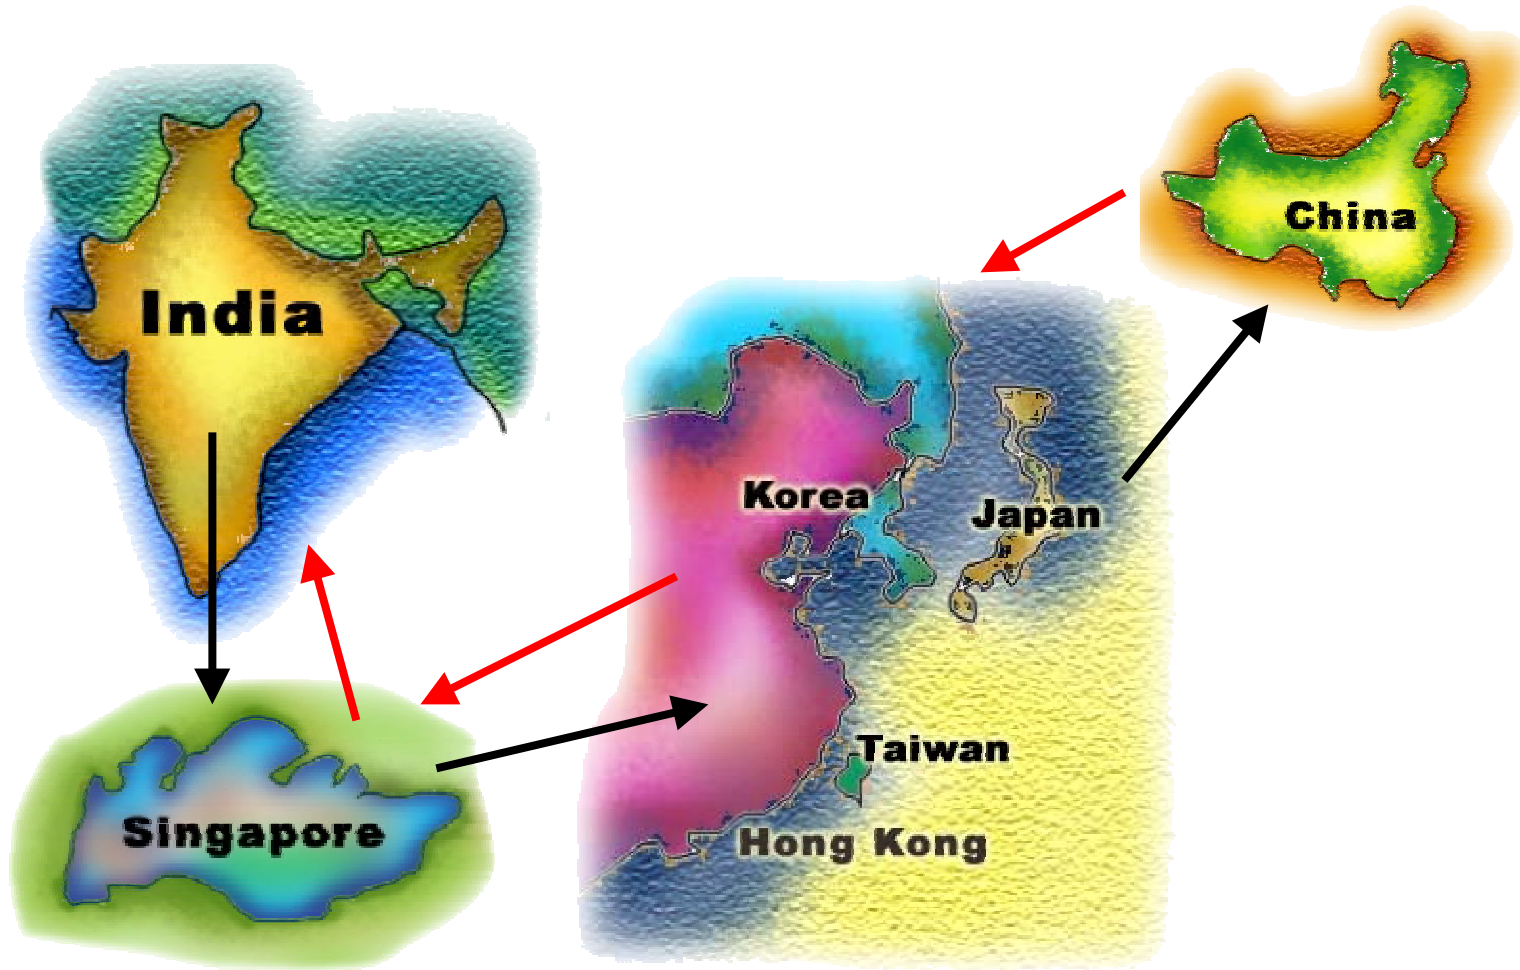 India
China
Korea
Japan
Taiwan
Singapore
Hong Kong